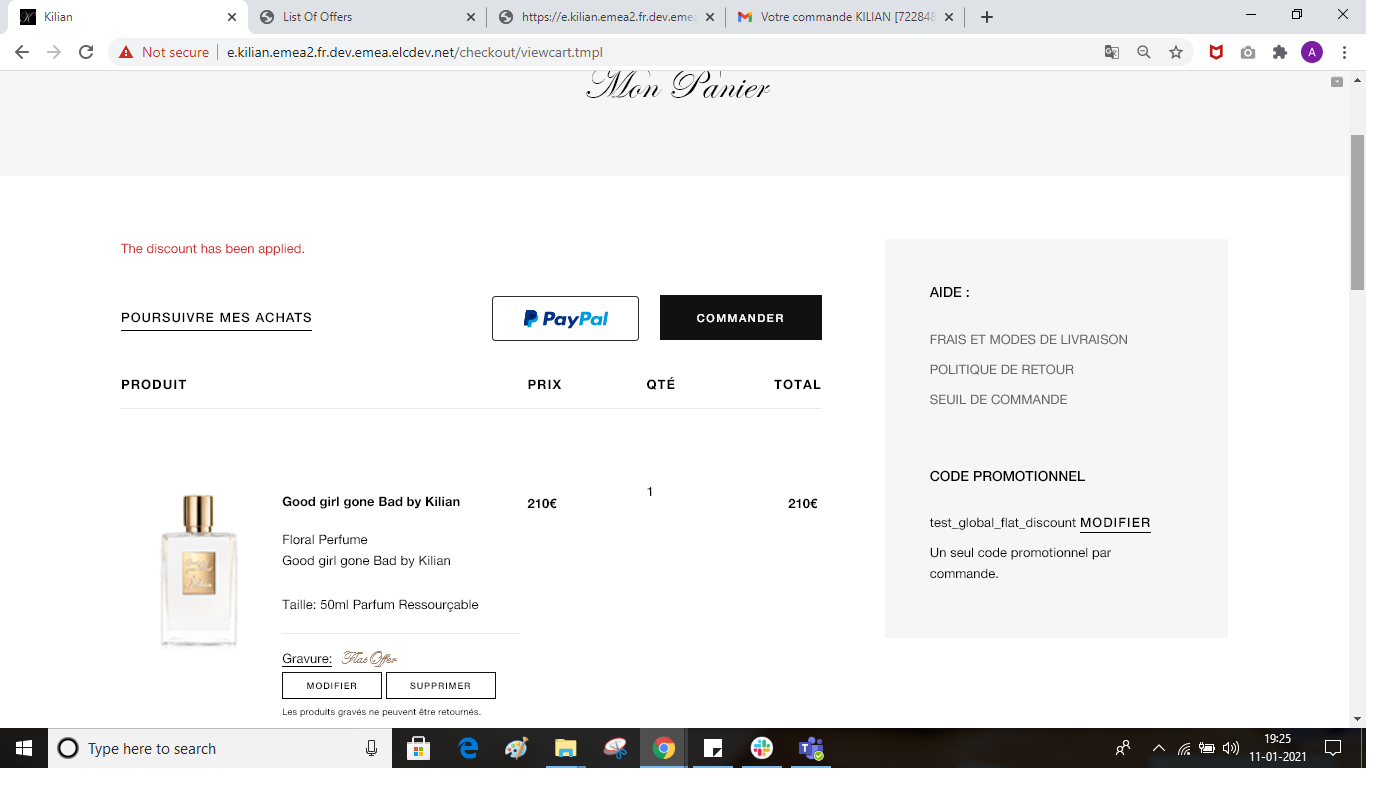 Kilian
List Of Offers
https://e.kilian.emea2.fr.dev.eme
Votre commande KILIAN [72284
Not secure
e.kilian.emea2.fr.dev.emea.elcdev.net/checkout/viewcart.tmpl
A
Mon Panier
The discount has been applied.
POURSUIVRE MES ACHATS
PayPal
COMMANDER
PRODUIT PRIX QTÉ TOTAL
Good girl gone Bad by Kilian
210€
1
210€
Floral Perfume
Good girl gone Bad by Kilian
Taille: 50ml Parfum Ressourçable
Gravure: Flat Offer
MODIFIER SUPPRIMER
Les produits gravés ne peuvent être retournés.
AIDE :
FRAIS ET MODES DE LIVRAISON
POLITIQUE DE RETOUR
SEUIL DE COMMANDE
CODE PROMOTIONNEL
test_global_flat_discount MODIFIER
Un seul code promotionnel par
commande.
Type here to search
19:25
11-01-2021